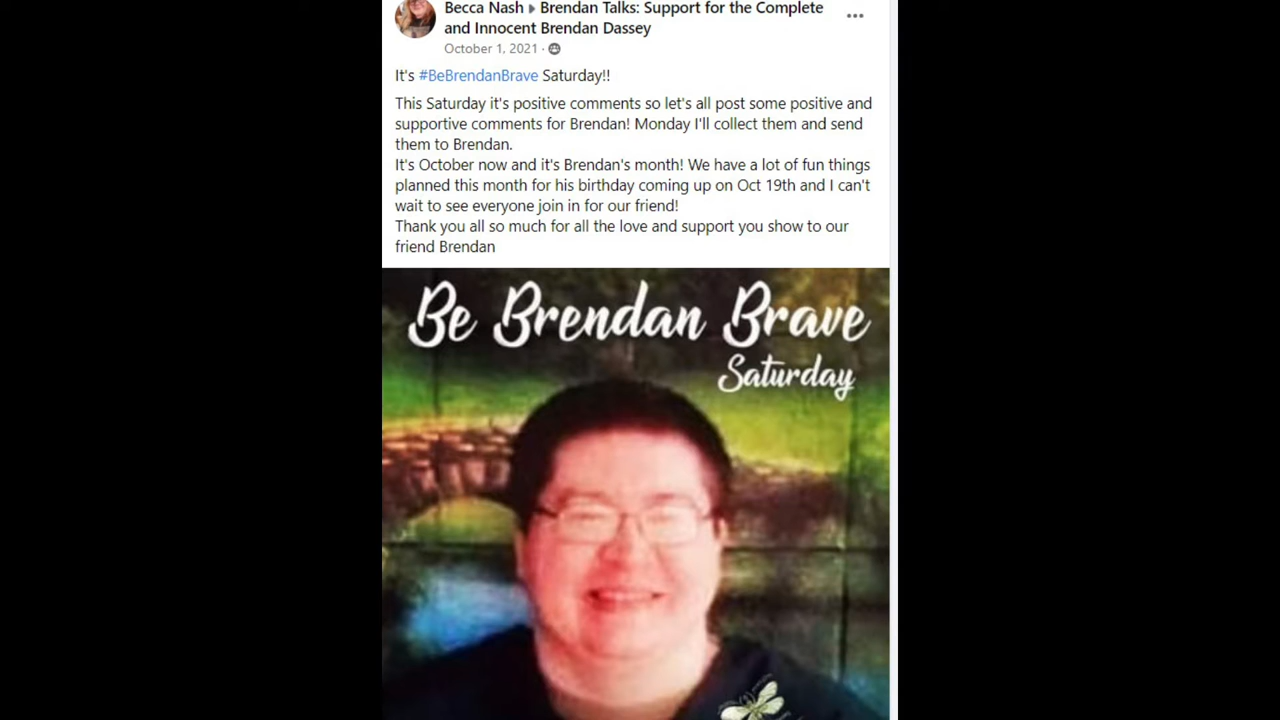 Becca Nash ▸ Brendan Talks: Support for the Complete
and Innocent Brendan Dassey
October 1, 2021 ·
It's #BeBrendanBrave Saturday!!
This Saturday it's positive comments so let's all post some positive and
supportive comments for Brendan! Monday I'll collect them and send
them to Brendan.
It's October now and it's Brendan's month! We have a lot of fun things
planned this month for his birthday coming up on Oct 19th and I can't
wait to see everyone join in for our friend!
Thank you all so much for all the love and support you show to our
friend Brendan
Be Brendan Brave
Saturday